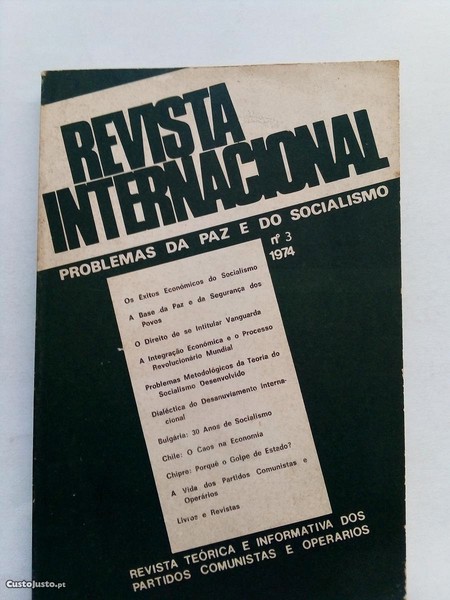 REVISTA
INTERNACIONAL
PROBLEMAS DA PAZ E DO SOCIALISMO
nº 3
1974
Os Exitos Económicos do Socialismo
A Base da Paz e da Segurança dos
Povos
O Direito de se Intitular Vanguarda
A Integração Económica e o Processo
Revolucionário Mundial
Problemas Metodológicos da Teoria do
Socialismo Desenvolvido
Dialéctica do Desanuviamento Interna-
cional
Bulgária: 30 Anos de Socialismo
Chile: O Caos na Economia
Chipre: Porquê o Golpe de Estado?
A Vida dos Partidos Comunistas e
Operários
Livros e Revistas
REVISTA TEÓRICA E INFORMATIVA DOS
PARTIDOS COMUNISTAS E OPERARIOS
CustoJusto.pt